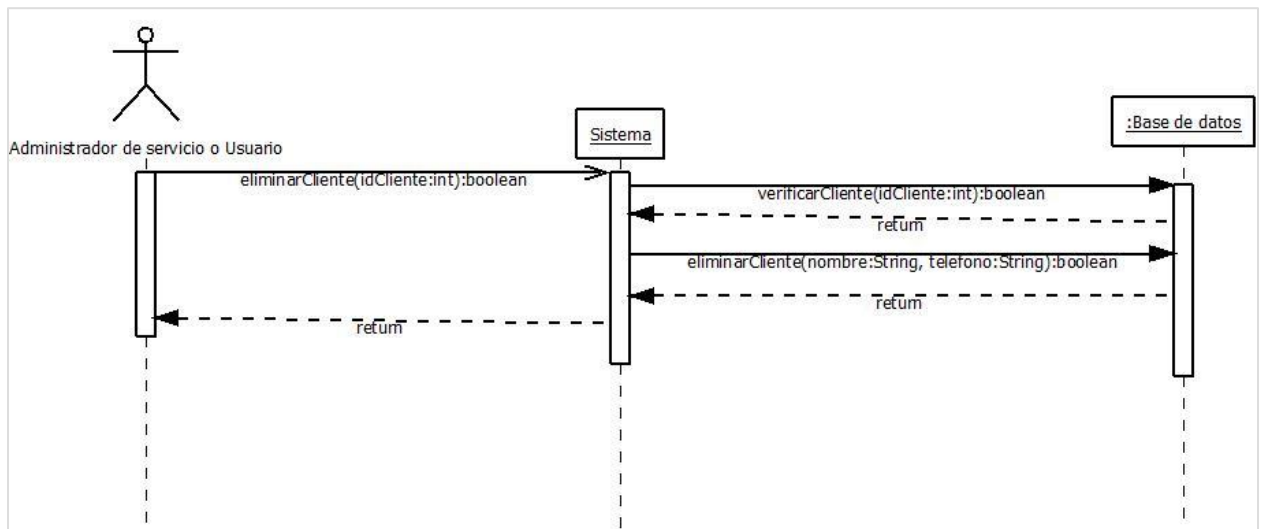 Administrador de servicio o Usuario
Sistema
:Base de datos
eliminarCliente(idCliente:int):boolean
verificarCliente(idCliente:int):boolean
return
eliminarCliente(nombre:String, telefono:String):boolean
return
return